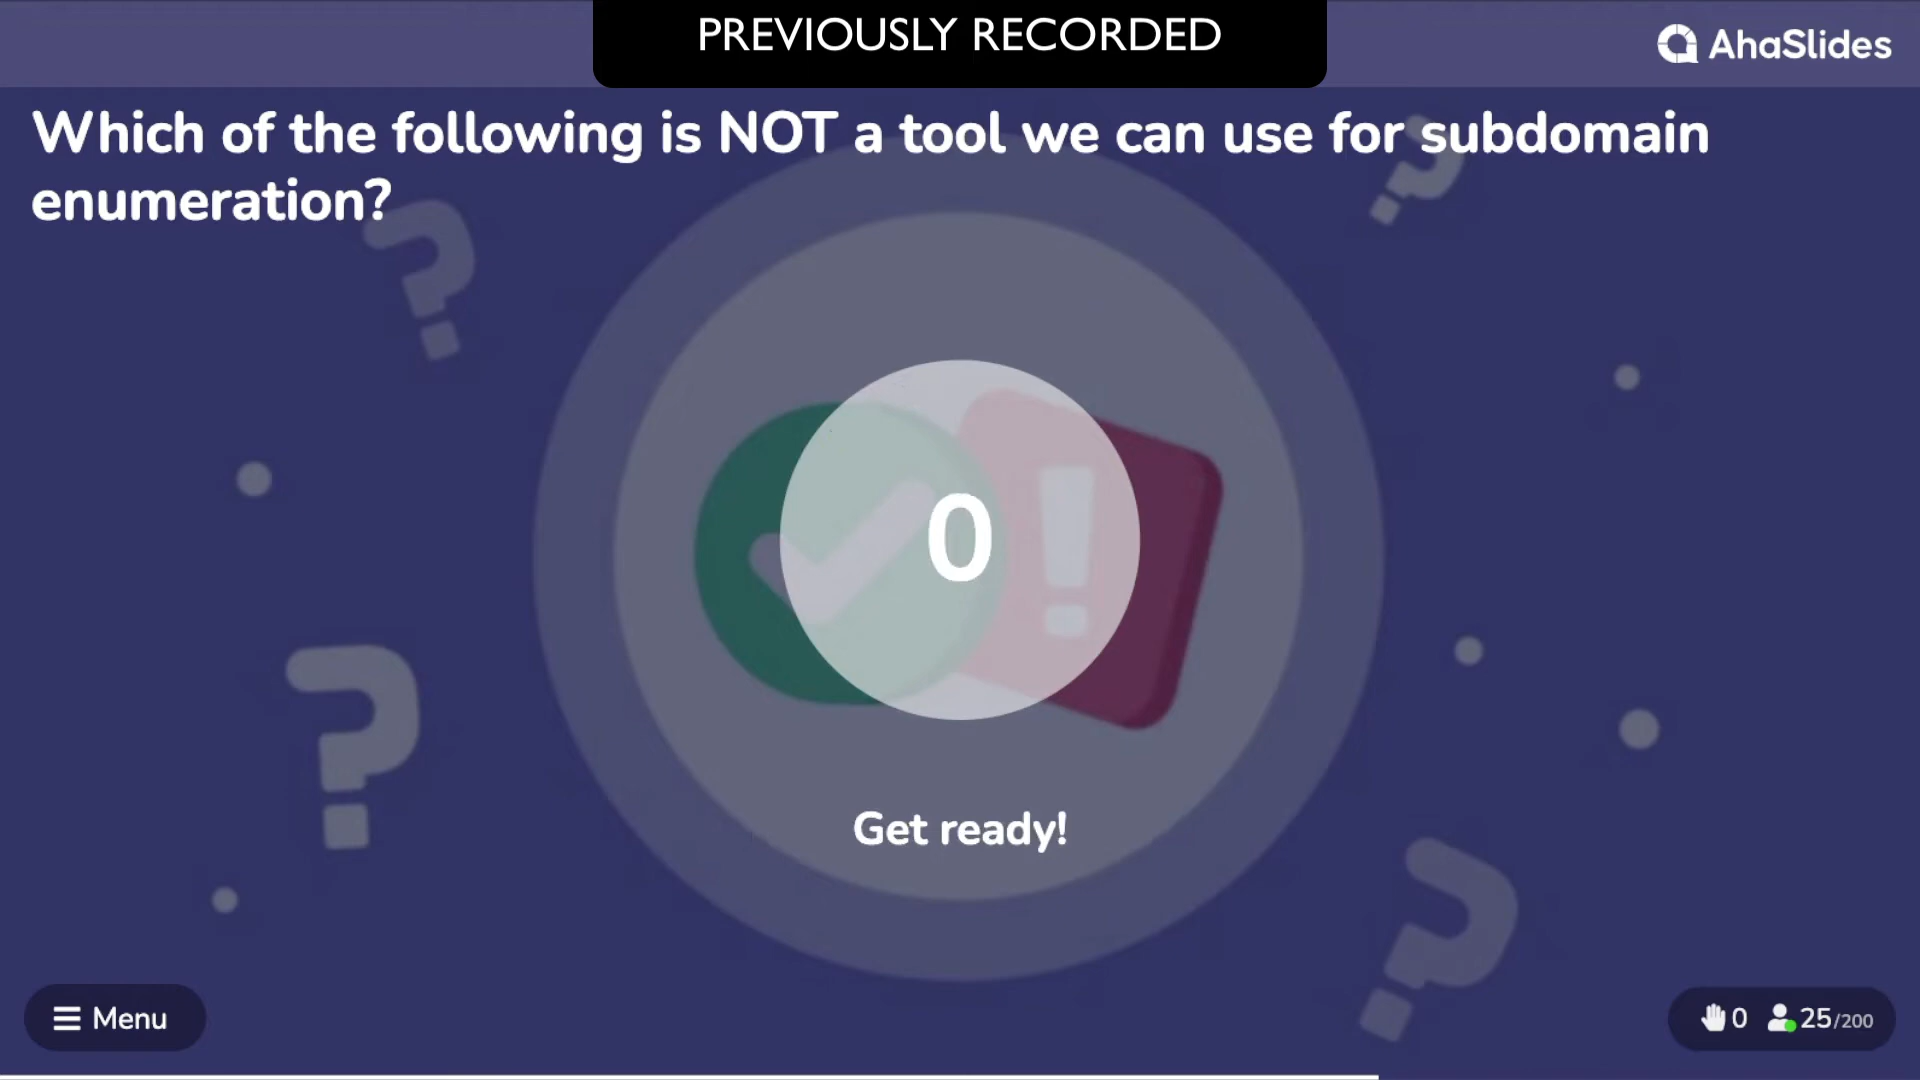 PREVIOUSLY RECORDED
AhaSlides
Which of the following is NOT a tool we can use for subdomain
enumeration?
0
Get ready!
Menu
0 25/200